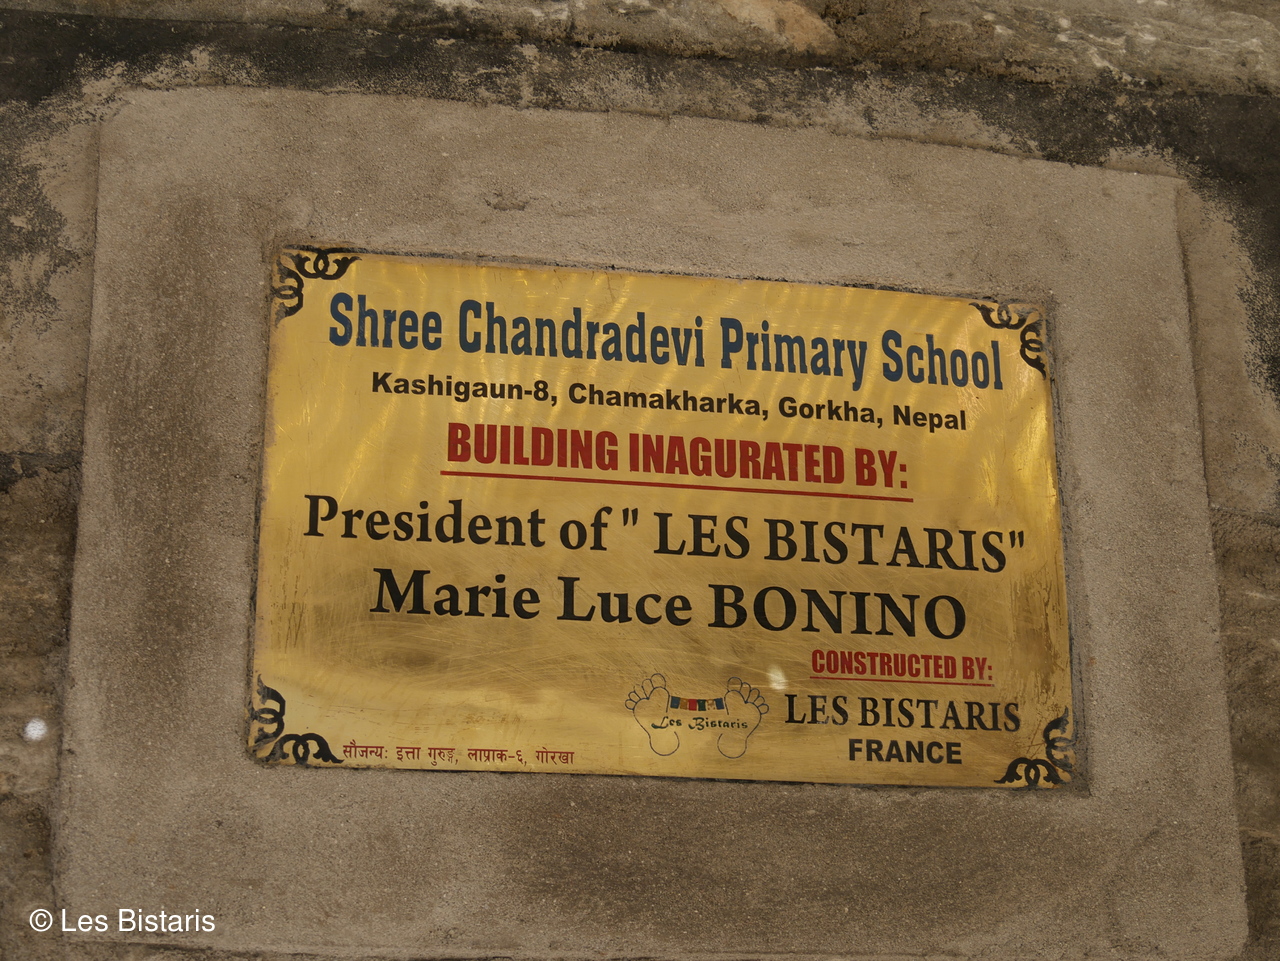 Shree Chandradevi Primary School
Kashigaun-8, Chamakharka, Gorkha, Nepal
BUILDING INAGURATED BY:
President of " LES BISTARIS"
Marie Luce BONINO
CONSTRUCTED BY:
Les Bistaris
LES BISTARIS
FRANCE
सौजन्यः इत्ता गुरुङ्ग, लाप्राक-६, गोरखा
© Les Bistaris